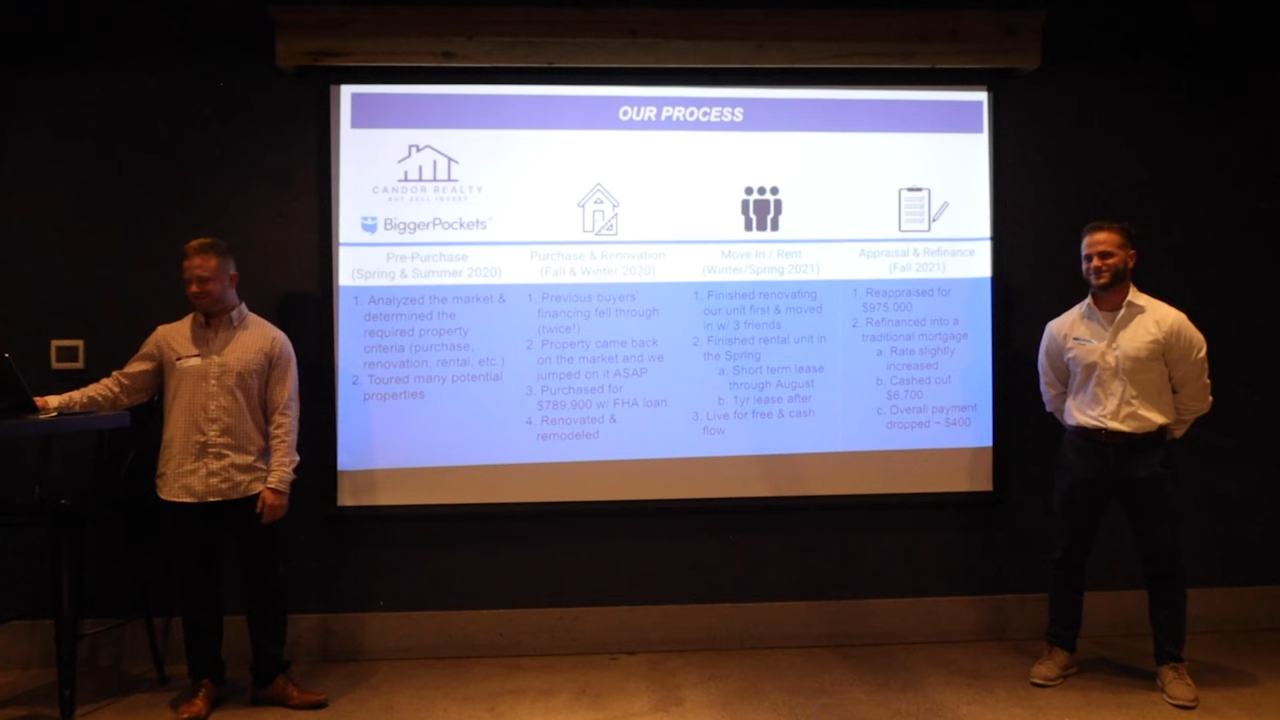 OUR PROCESS
CANDOR REALTY
BUY SELL INVEST
BiggerPockets
Pre-Purchase
(Spring & Summer 2020)
1. Analyzed the market &
determined the
required property
criteria (purchase,
renovation, rental, etc.)
2. Toured many potential
properties
Purchase & Renovation
(Fall & Winter 2020)
1. Previous buyers'
financing fell through
(twice!)
2. Property came back
on the market and we
jumped on it ASAP
3. Purchased for
$789,900 w/ FHA loan
4. Renovated &
remodeled
Move In / Rent
(Winter/Spring 2021)
1. Finished renovating
our unit first & moved
in w/ 3 friends
2. Finished rental unit in
the Spring
a. Short term lease
through August
b. 1yr lease after
3. Live for free & cash
flow
Appraisal & Refinance
(Fall 2021)
1. Reappraised for
$975,000
2. Refinanced into a
traditional mortgage
a. Rate slightly
increased
b. Cashed out
$6,700
c. Overall payment
dropped ~ $400